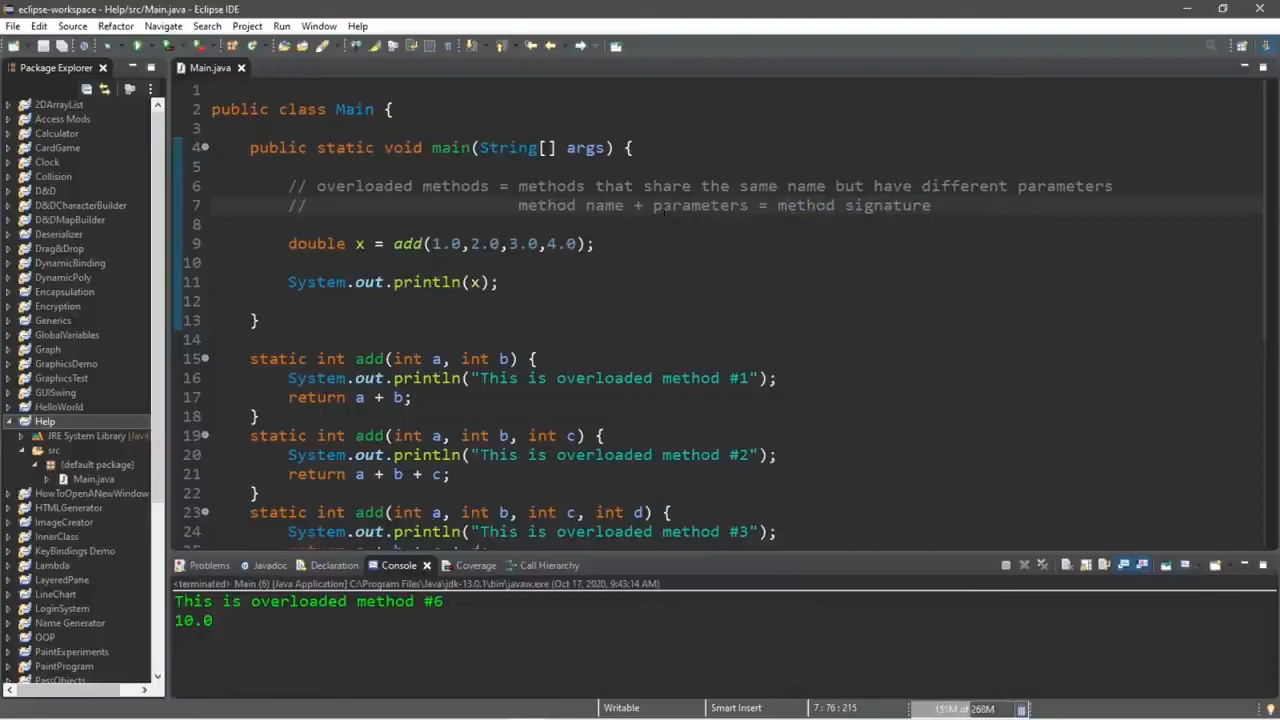 eclipse-workspace - Help/src/Main.java - Eclipse IDE
File Edit Source Refactor Navigate Search Project Run Window Help
Package Explorer
Main.java
2DArrayList
Access Mods
Calculator
CardGame
Clock
Collision
D&D
D&DCharacterBuilder
D&DMapBuilder
Deserializer
Drag&Drop
DynamicBinding
DynamicPoly
Encapsulation
Encryption
Generics
GlobalVariables
Graph
GraphicsDemo
GraphicsTest
GUISwing
HelloWorld
Help
JRE System Library [Java
src
(default package)
Main.java
HowToOpenANewWindow
HTMLGenerator
ImageCreator
InnerClass
KeyBindings Demo
Lambda
LayeredPane
LineChart
LoginSystem
Name Generator
OOP
PaintExperiments
PaintProgram
PassObjects
1
2 public class Main {
3
4 public static void main(String[] args) {
5
6 // overloaded methods = methods that share the same name but have different parameters
7 // method name + parameters = method signature
8
9 double x = add(1.0,2.0,3.0,4.0);
10
11 System.out.println(x);
12
13 }
14
15 static int add(int a, int b) {
16 System.out.println("This is overloaded method #1");
17 return a + b;
18 }
19 static int add(int a, int b, int c) {
20 System.out.println("This is overloaded method #2");
21 return a + b + c;
22 }
23 static int add(int a, int b, int c, int d) {
24 System.out.println("This is overloaded method #3");
25 return a + b + c + d;
Problems Javadoc Declaration Console Coverage Call Hierarchy
<terminated> Main (6) [Java Application] C:\Program Files\Java\jdk-13.0.1\bin\javaw.exe (Oct 17, 2020, 9:43:14 AM)
This is overloaded method #6
10.0
Writable Smart Insert 7 : 76 : 215 151M of 268M